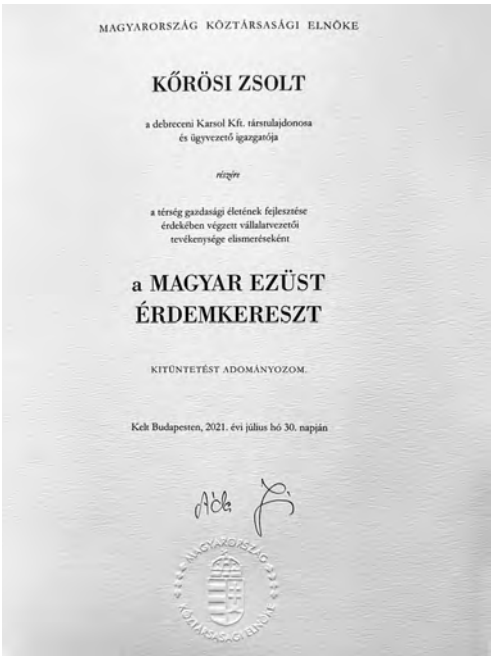 MAGYARORSZÁG KÖZTÁRSASÁGI ELNÖKE
KŐRÖSI ZSOLT
a debreceni Karsol Kft. társtulajdonosa
és ügyvezető igazgatója
részére
a térség gazdasági életének fejlesztése
érdekében végzett vállalatvezetői
tevékenysége elismeréseként
a MAGYAR EZÜST
ÉRDEMKERESZT
KITÜNTETÉST ADOMÁNYOZOM.
Kelt Budapesten, 2021. évi július hó 30. napján
MAGYARORSZÁG
KÖZTÁRSASÁGI ELNÖKE